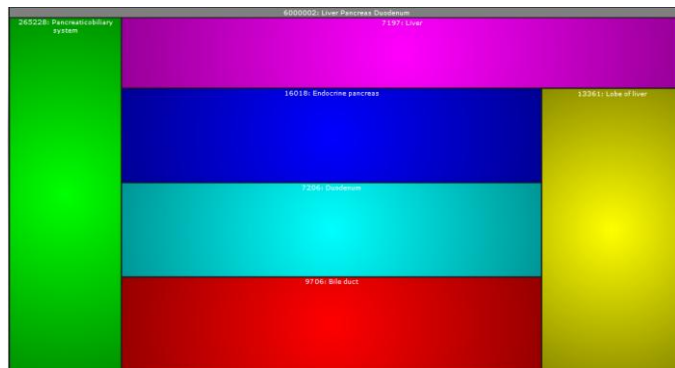 6000002: Liver Pancreas Duodenum
265228: Pancreaticobiliary
system
7197: Liver
16018: Endocrine pancreas
13361: Lobe of liver
7206: Duodenum
9706: Bile duct